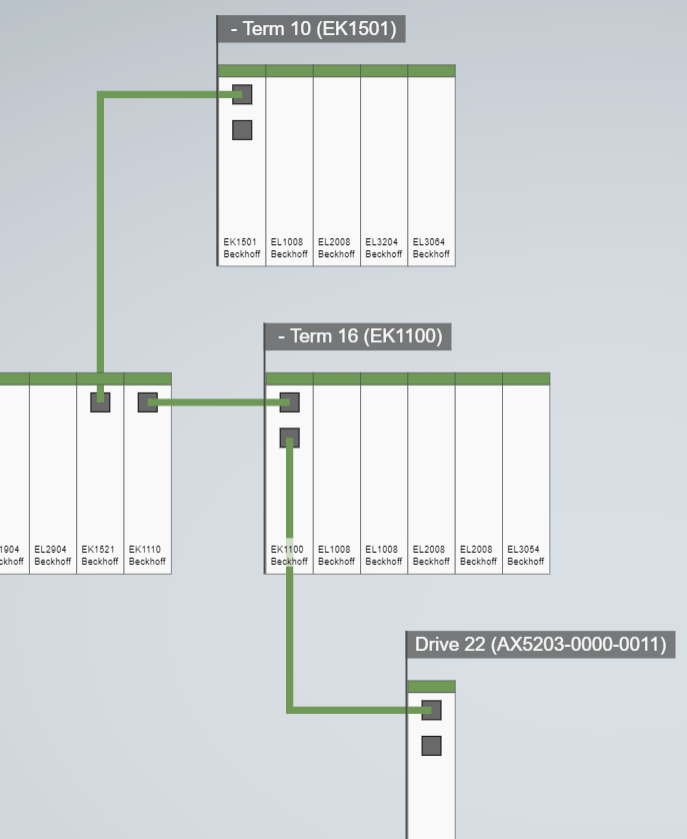 - Term 10 (EK1501)
EK1501 EL1008 EL2008 EL3204 EL3064
Beckhoff Beckhoff Beckhoff Beckhoff Beckhoff
- Term 16 (EK1100)
1904 EL2904 EK1521 EK1110
ckhoff Beckhoff Beckhoff Beckhoff
EK1100 EL1008 EL1008 EL2008 EL2008 EL3054
Beckhoff Beckhoff Beckhoff Beckhoff Beckhoff Beckhoff
Drive 22 (AX5203-0000-0011)